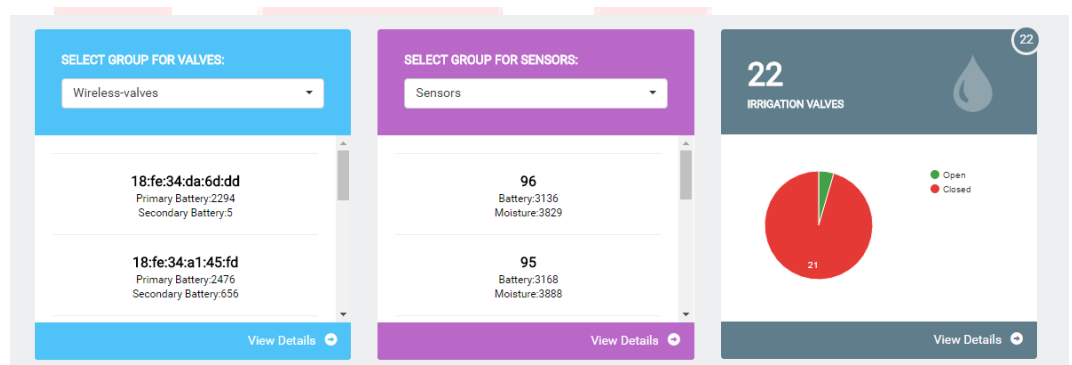 SELECT GROUP FOR VALVES:
Wireless-valves
18:fe:34:da:6d:dd
Primary Battery:2294
Secondary Battery:5
18:fe:34:a1:45:fd
Primary Battery:2476
Secondary Battery:656
View Details
SELECT GROUP FOR SENSORS:
Sensors
96
Battery:3136
Moisture:3829
95
Battery:3168
Moisture:3888
View Details
22
22
IRRIGATION VALVES
Open
Closed
21
View Details